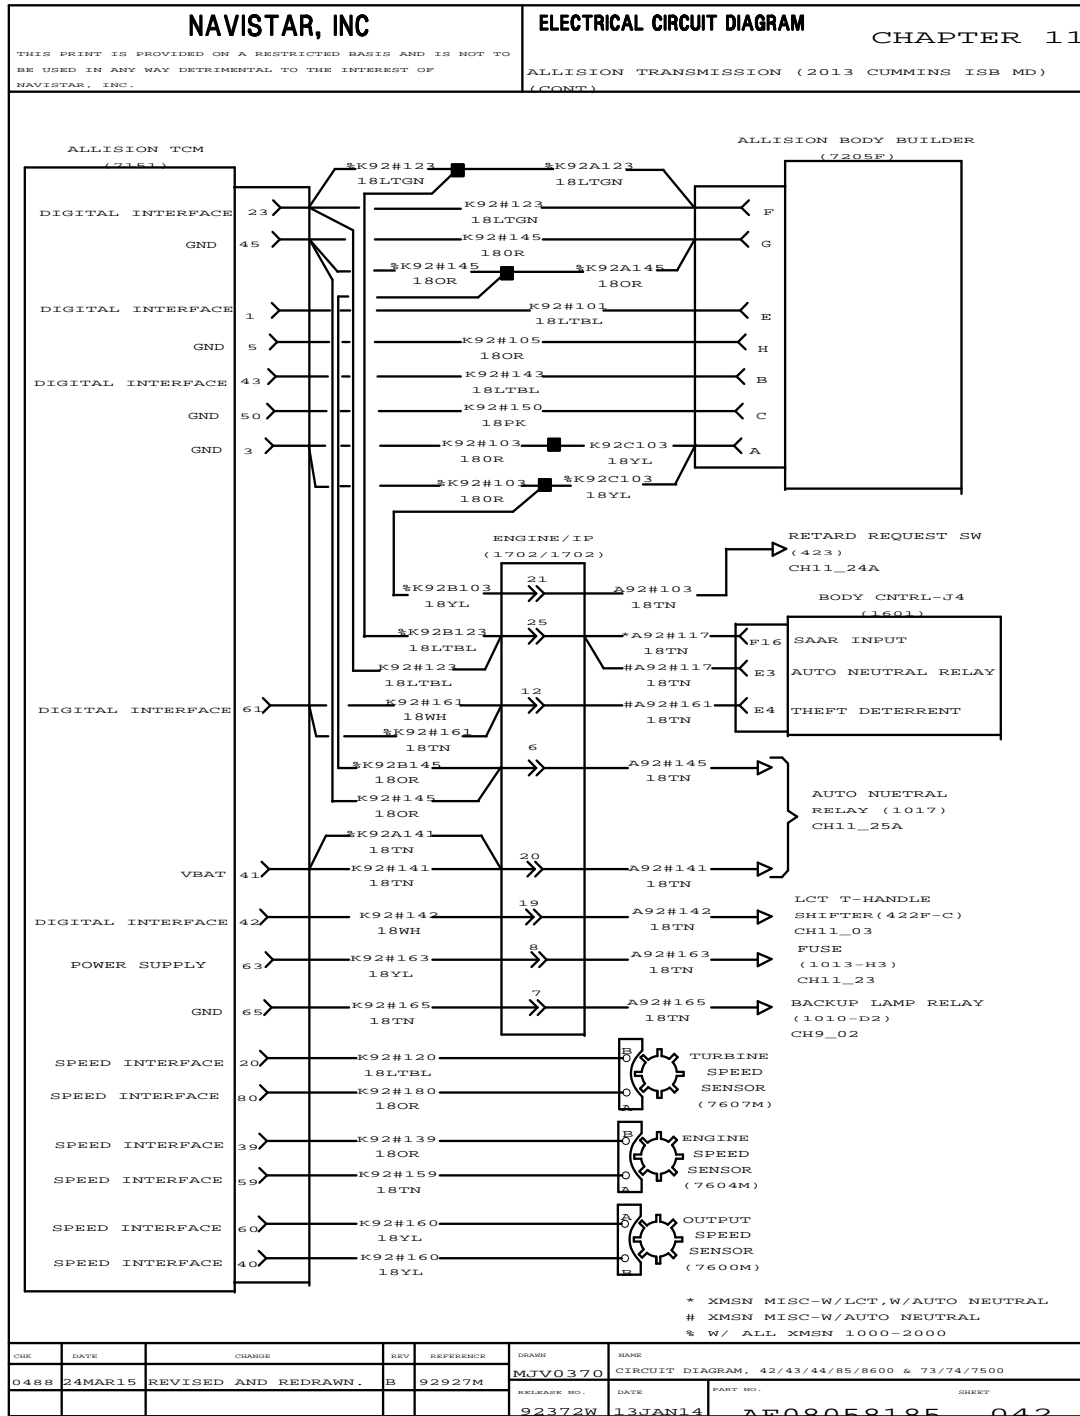 NAVISTAR, INC
ELECTRICAL CIRCUIT DIAGRAM
CHAPTER 11
THIS PRINT IS PROVIDED ON A RESTRICTED BASIS AND IS NOT TO
BE USED IN ANY WAY DETRIMENTAL TO THE INTEREST OF
NAVISTAR, INC.
ALLISION TRANSMISSION (2013 CUMMINS ISB MD)
(CONT)
ALLISION TCM
(7151)
ALLISION BODY BUILDER
(7205F)
%K92#123
18LTGN
%K92A123
18LTGN
DIGITAL INTERFACE 23
K92#123
18LTGN
F
GND 45
K92#145
18OR
G
%K92#145
18OR
%K92A145
18OR
DIGITAL INTERFACE 1
K92#101
18LTBL
E
GND 5
K92#105
18OR
H
DIGITAL INTERFACE 43
K92#143
18LTBL
B
GND 50
K92#150
18PK
C
GND 3
K92#103
18OR
K92C103
18YL
A
%K92#103
18OR
%K92C103
18YL
ENGINE/IP
(1702/1702)
RETARD REQUEST SW
(423)
CH11_24A
%K92B103
18YL
21
A92#103
18TN
BODY CNTRL-J4
(1601)
%K92B123
18LTBL
25
*A92#117
18TN
F16 SAAR INPUT
K92#123
18LTBL
#A92#117
18TN
E3 AUTO NEUTRAL RELAY
DIGITAL INTERFACE 61
K92#161
18WH
12
#A92#161
18TN
E4 THEFT DETERRENT
%K92#161
18TN
%K92B145
18OR
6
A92#145
18TN
K92#145
18OR
AUTO NUETRAL
RELAY (1017)
CH11_25A
%K92A141
18TN
VBAT 41
K92#141
18TN
20
A92#141
18TN
DIGITAL INTERFACE 42
K92#142
18WH
19
A92#142
18TN
LCT T-HANDLE
SHIFTER(422F-C)
CH11_03
POWER SUPPLY 63
K92#163
18YL
8
A92#163
18TN
FUSE
(1013-H3)
CH11_23
GND 65
K92#165
18TN
7
A92#165
18TN
BACKUP LAMP RELAY
(1010-D2)
CH9_02
SPEED INTERFACE 20
K92#120
18LTBL
B
SPEED INTERFACE 80
K92#180
18OR
A
TURBINE
SPEED
SENSOR
(7607M)
SPEED INTERFACE 39
K92#139
18OR
B
SPEED INTERFACE 59
K92#159
18TN
A
ENGINE
SPEED
SENSOR
(7604M)
SPEED INTERFACE 60
K92#160
18YL
A
SPEED INTERFACE 40
K92#160
18YL
B
OUTPUT
SPEED
SENSOR
(7600M)
* XMSN MISC-W/LCT,W/AUTO NEUTRAL
# XMSN MISC-W/AUTO NEUTRAL
% W/ ALL XMSN 1000-2000
CHK DATE CHANGE REV REFERENCE
0488 24MAR15 REVISED AND REDRAWN. B 92927M
DRAWN
MJV0370
NAME
CIRCUIT DIAGRAM, 42/43/44/85/8600 & 73/74/7500
RELEASE NO.
92372W
DATE
13JAN14
PART NO.
AF08058185
SHEET
042